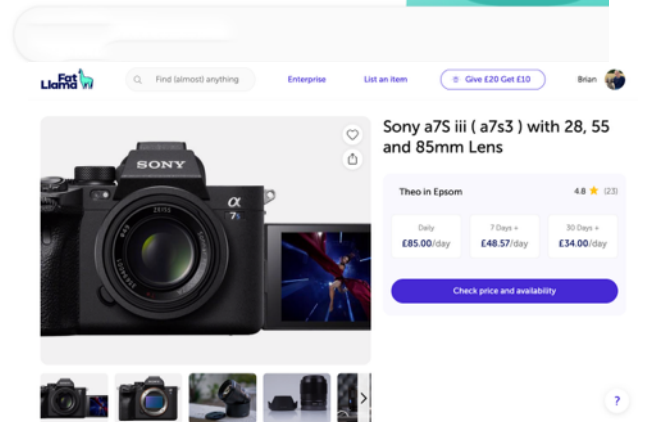 Fat Llama
Find (almost) anything
Enterprise
List an item
Give £20 Get £10
Brian
Sony a7S iii ( a7s3 ) with 28, 55
and 85mm Lens
SONY
α
7s
Theo in Epsom
4.8 ★ (23)
Daily
£85.00/day
7 Days +
£48.57/day
30 Days +
£34.00/day
Check price and availability
?